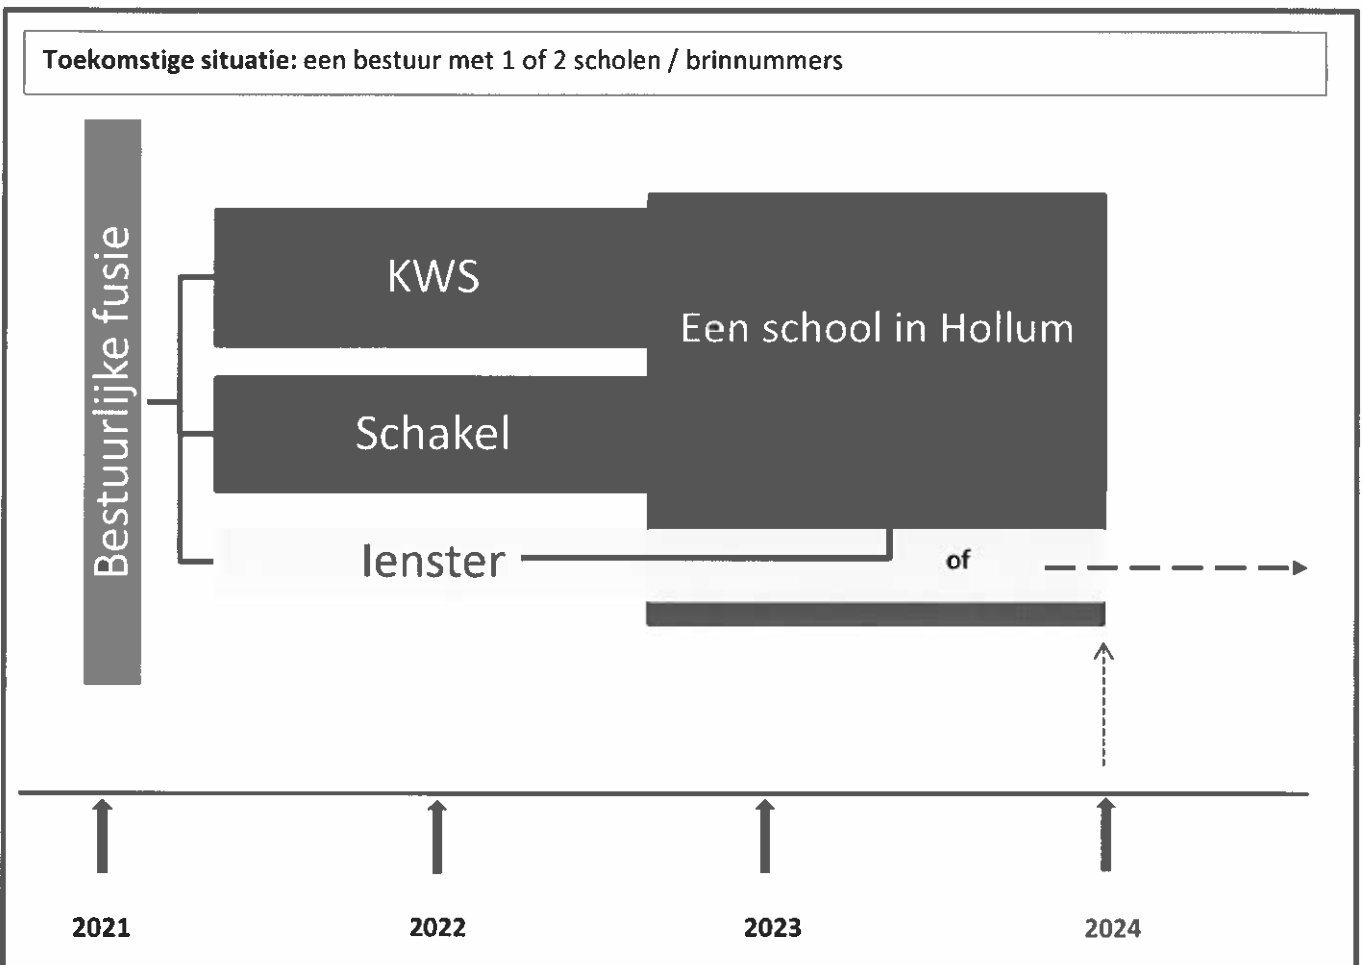 Toekomstige situatie: een bestuur met 1 of 2 scholen / brinnummers
Bestuurlijke fusie
KWS
Een school in Hollum
Schakel
Ienster
of
2021
2022
2023
2024